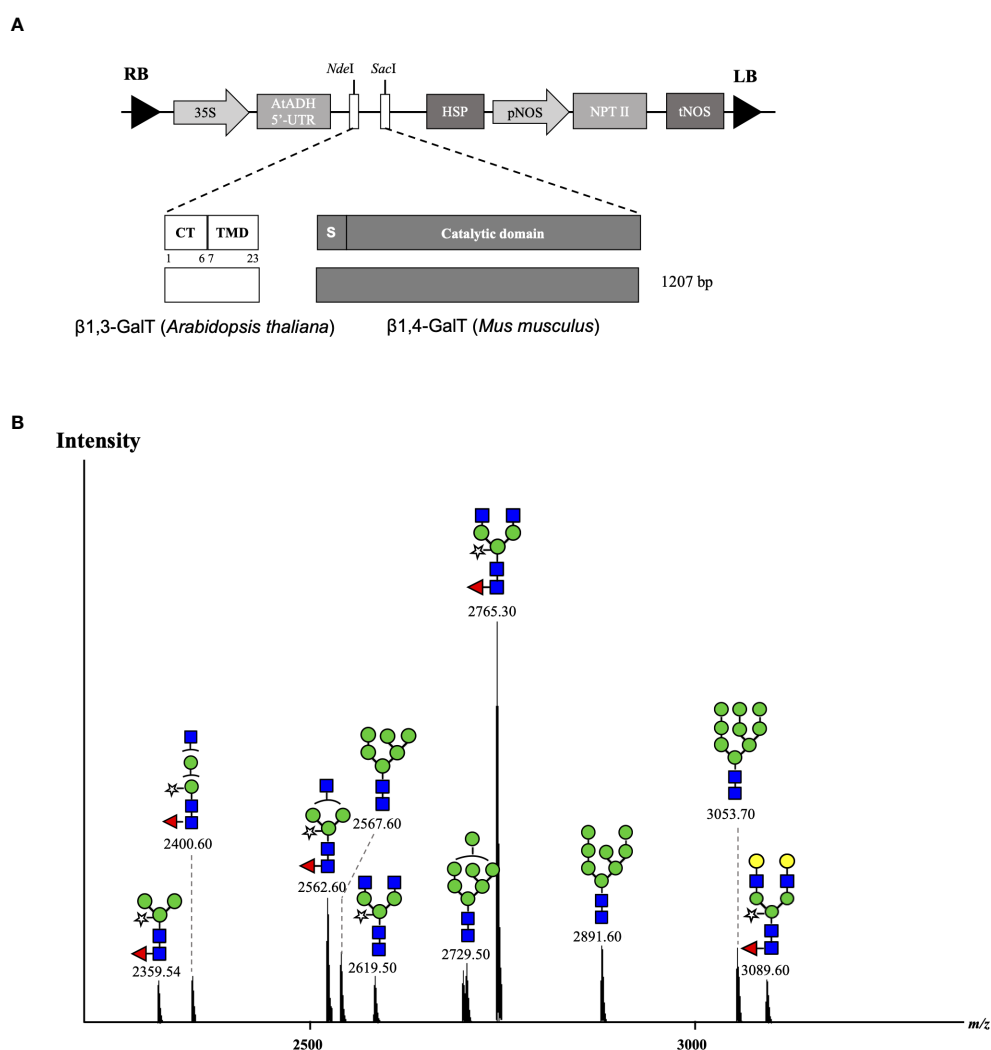 A
NdeI SacI
RB LB
35S AtADH 5'-UTR HSP pNOS NPT II tNOS
CT TMD S Catalytic domain
1 6 7 23
1207 bp
β1,3-GalT (Arabidopsis thaliana) β1,4-GalT (Mus musculus)
B
Intensity
2765.30
3053.70
2567.60
2400.60
2562.60
2891.60
2729.50
2619.50
2359.54
3089.60
m/z
2500 3000